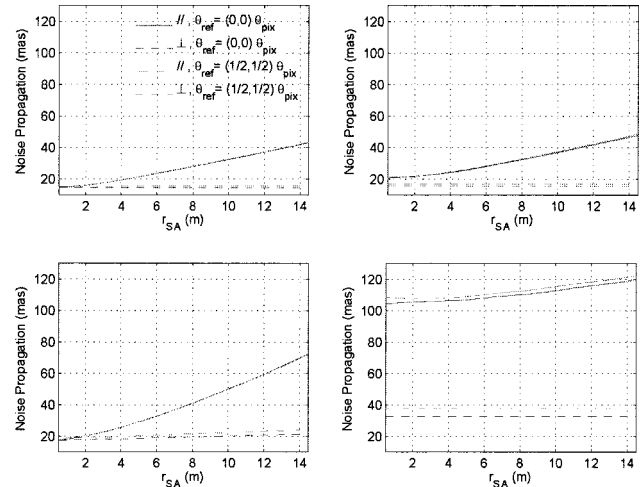 Noise Propagation (mas)
120
100
80
60
40
20
//, θref= (0,0) θpix
⊥, θref= (0,0) θpix
//, θref= (1/2,1/2) θpix
⊥, θref= (1/2,1/2) θpix
2 4 6 8 10 12 14
rSA (m)
Noise Propagation (mas)
120
100
80
60
40
20
2 4 6 8 10 12 14
rSA (m)
Noise Propagation (mas)
120
100
80
60
40
20
2 4 6 8 10 12 14
rSA (m)
Noise Propagation (mas)
120
100
80
60
40
20
2 4 6 8 10 12 14
rSA (m)